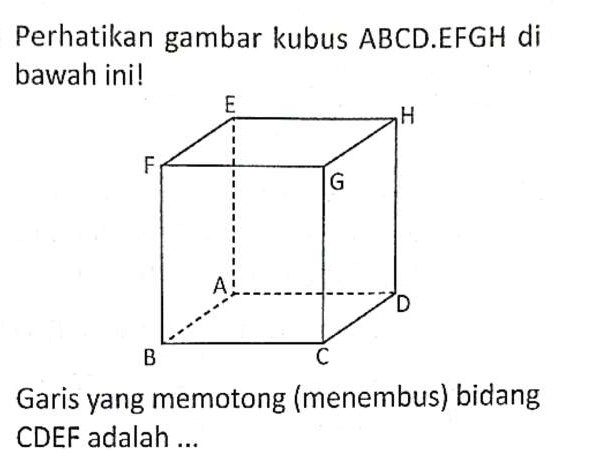 Perhatikan gambar kubus ABCD.EFGH di
bawah ini!
E
H
F
G
A
D
B
C
Garis yang memotong (menembus) bidang
CDEF adalah ...